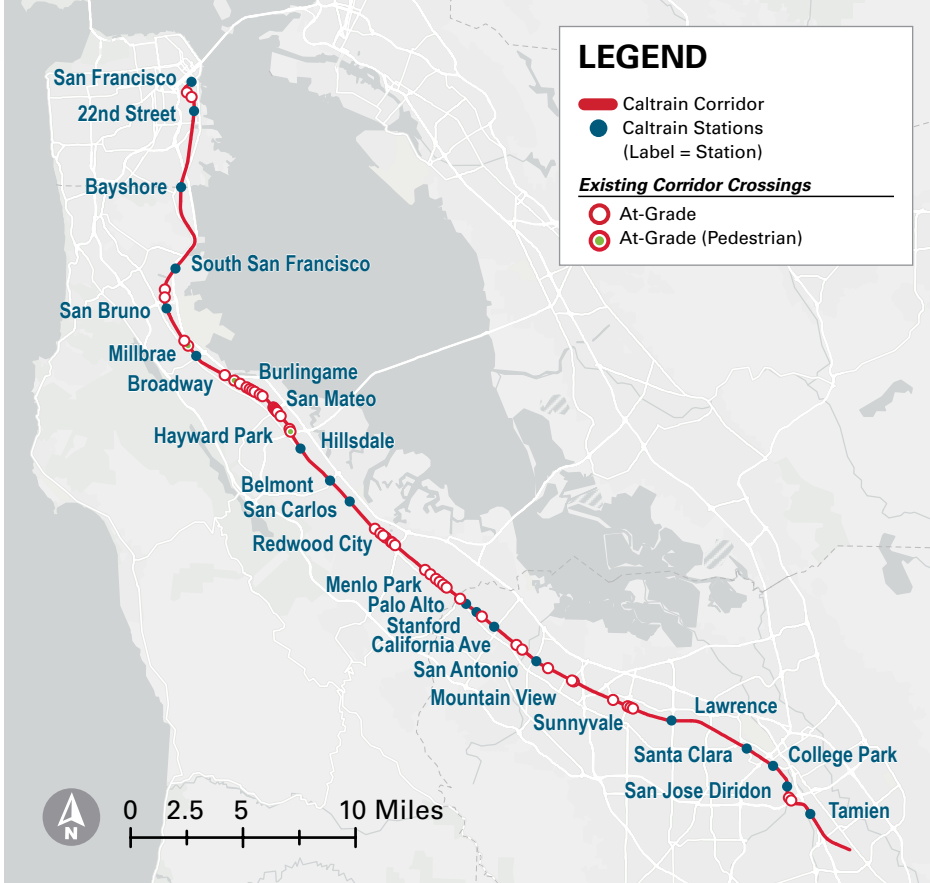 LEGEND
Caltrain Corridor
Caltrain Stations
(Label = Station)
Existing Corridor Crossings
At-Grade
At-Grade (Pedestrian)
San Francisco
22nd Street
Bayshore
South San Francisco
San Bruno
Millbrae
Burlingame
Broadway
San Mateo
Hayward Park
Hillsdale
Belmont
San Carlos
Redwood City
Menlo Park
Palo Alto
Stanford
California Ave
San Antonio
Mountain View
Lawrence
Sunnyvale
Santa Clara
College Park
San Jose Diridon
Tamien
N
0 2.5 5 10 Miles